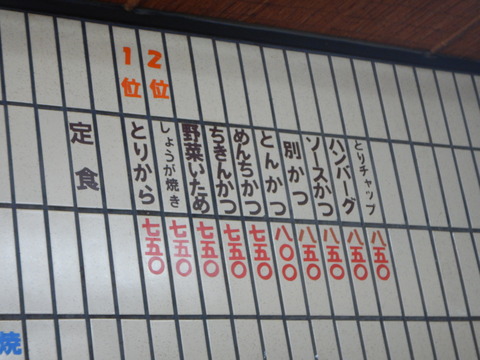 定食
1位
とりから
七五〇
2位
しょうが焼き
七五〇
野菜いため
七五〇
ちきんかつ
七五〇
めんちかつ
七五〇
とんかつ
八〇〇
別かつ
八五〇
ソースかつ
八五〇
ハンバーグ
八五〇
とりチャップ
八五〇
焼